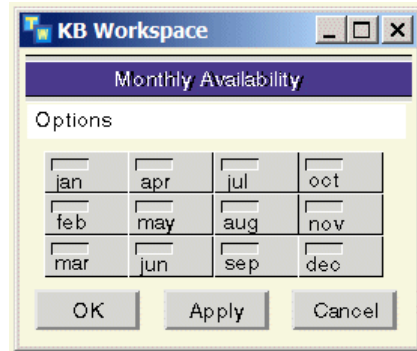 TW KB Workspace
Monthly Availability
Options
jan apr jul oct
feb may aug nov
mar jun sep dec
OK Apply Cancel